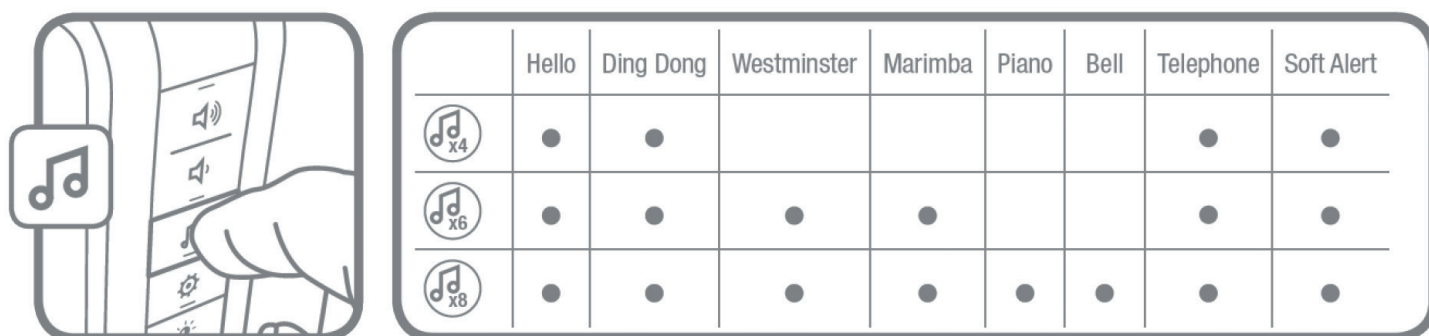 Hello Ding Dong Westminster Marimba Piano Bell Telephone Soft Alert
x4
x6
x8